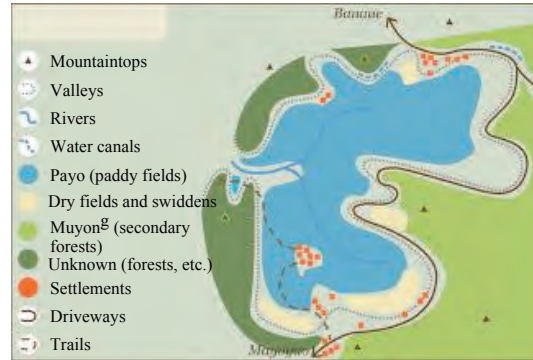 Banaue
Mountaintops
Valleys
Rivers
Water canals
Payo (paddy fields)
Dry fields and swiddens
Muyong (secondary
forests)
Unknown (forests, etc.)
Settlements
Driveways
Trails
Mayoyao